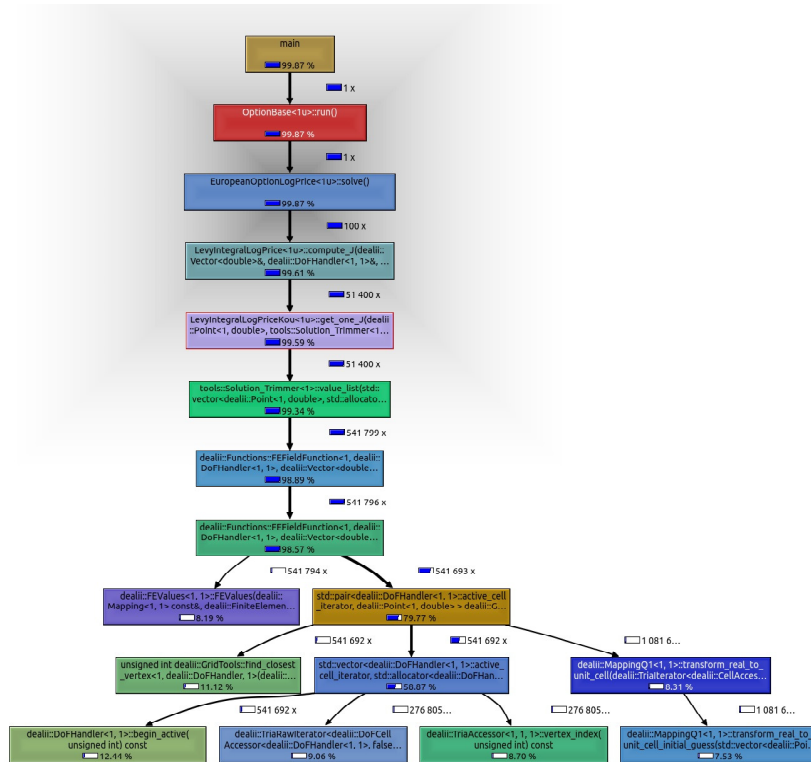 main
99.87 %
1 x
OptionBase<1u>::run()
99.87 %
1 x
EuropeanOptionLogPrice<1u>::solve()
99.87 %
100 x
LevyIntegralLogPrice<1u>::compute_J(dealii::
Vector<double>&, dealii::DoFHandler<1, 1>&, ...
99.61 %
51 400 x
LevyIntegralLogPriceKou<1u>::get_one_J(dealii
::Point<1, double>, tools::Solution_Trimmer<1...
99.59 %
51 400 x
tools::Solution_Trimmer<1>::value_list(std::
vector<dealii::Point<1, double>, std::allocato...
99.34 %
541 799 x
dealii::Functions::FEFieldFunction<1, dealii::
DoFHandler<1, 1>, dealii::Vector<double...
98.89 %
541 796 x
dealii::Functions::FEFieldFunction<1, dealii::
DoFHandler<1, 1>, dealii::Vector<double...
98.57 %
541 794 x
541 693 x
dealii::FEValues<1, 1>::FEValues(dealii::
Mapping<1, 1> const&, dealii::FiniteElemen...
8.19 %
std::pair<dealii::DoFHandler<1, 1>::active_cell
_iterator, dealii::Point<1, double> > dealii::G...
79.77 %
541 692 x
541 692 x
1 081 6...
unsigned int dealii::GridTools::find_closest
_vertex<1, dealii::DoFHandler, 1>(dealii::...
11.12 %
std::vector<dealii::DoFHandler<1, 1>::active_
cell_iterator, std::allocator<dealii::DoFHan...
58.87 %
dealii::MappingQ1<1, 1>::transform_real_to_
unit_cell(dealii::TriaIterator<dealii::CellAcces...
8.31 %
541 692 x
276 805...
276 805...
1 081 6...
dealii::DoFHandler<1, 1>::begin_active(
unsigned int) const
12.44 %
dealii::TriaRawIterator<dealii::DoFCell
Accessor<dealii::DoFHandler<1, 1>, false...
9.06 %
dealii::TriaAccessor<1, 1, 1>::vertex_index(
unsigned int) const
8.70 %
dealii::MappingQ1<1, 1>::transform_real_to_
unit_cell_initial_guess(std::vector<dealii::Poi...
7.53 %